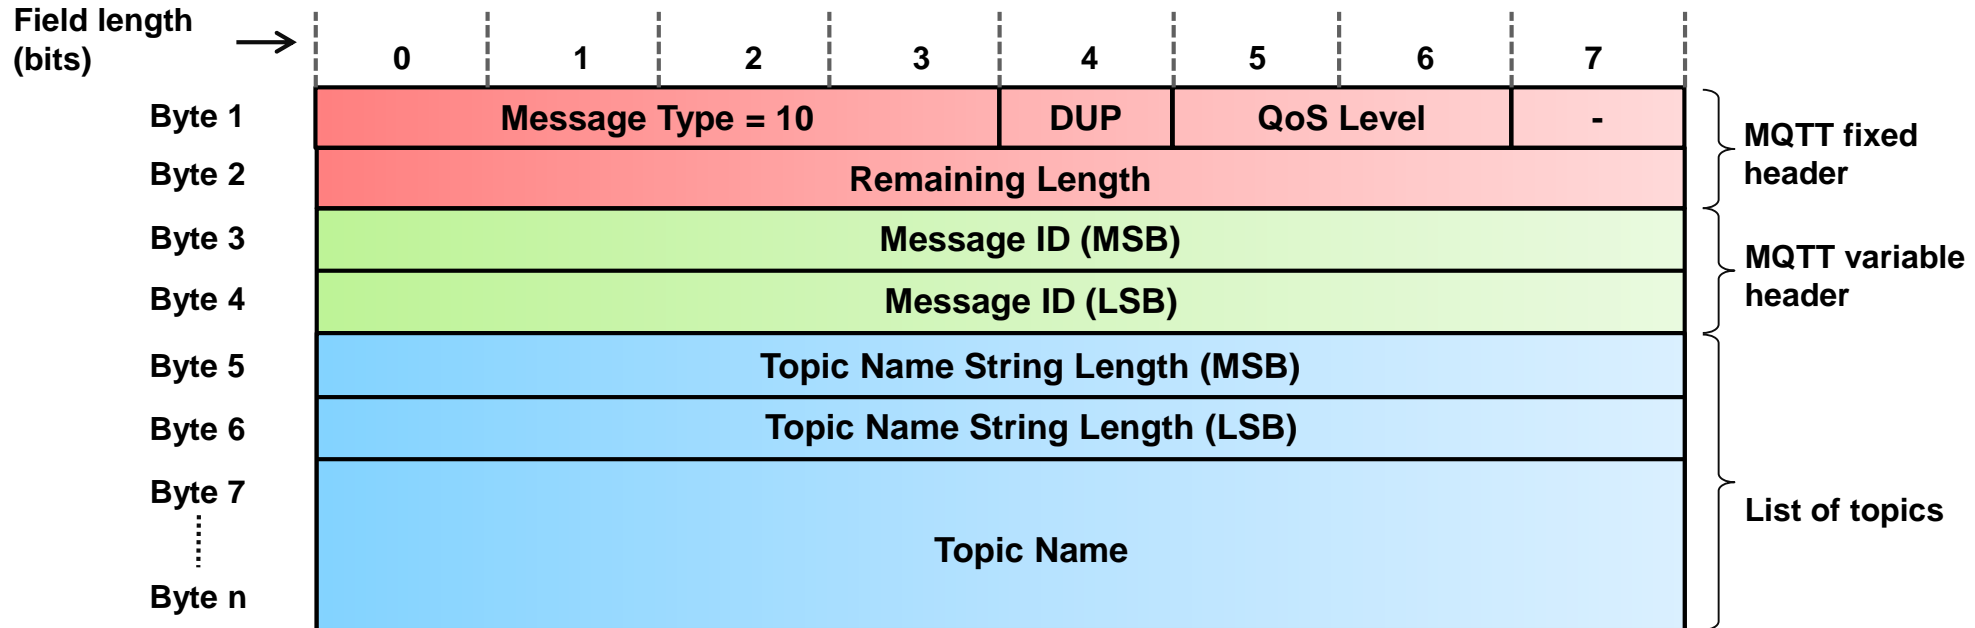 Field length
(bits)
0 1 2 3 4 5 6 7
Byte 1 Message Type = 10 DUP QoS Level -
MQTT fixed
header
Byte 2 Remaining Length
Byte 3 Message ID (MSB)
MQTT variable
header
Byte 4 Message ID (LSB)
Byte 5 Topic Name String Length (MSB)
Byte 6 Topic Name String Length (LSB)
Byte 7
List of topics
Topic Name
Byte n